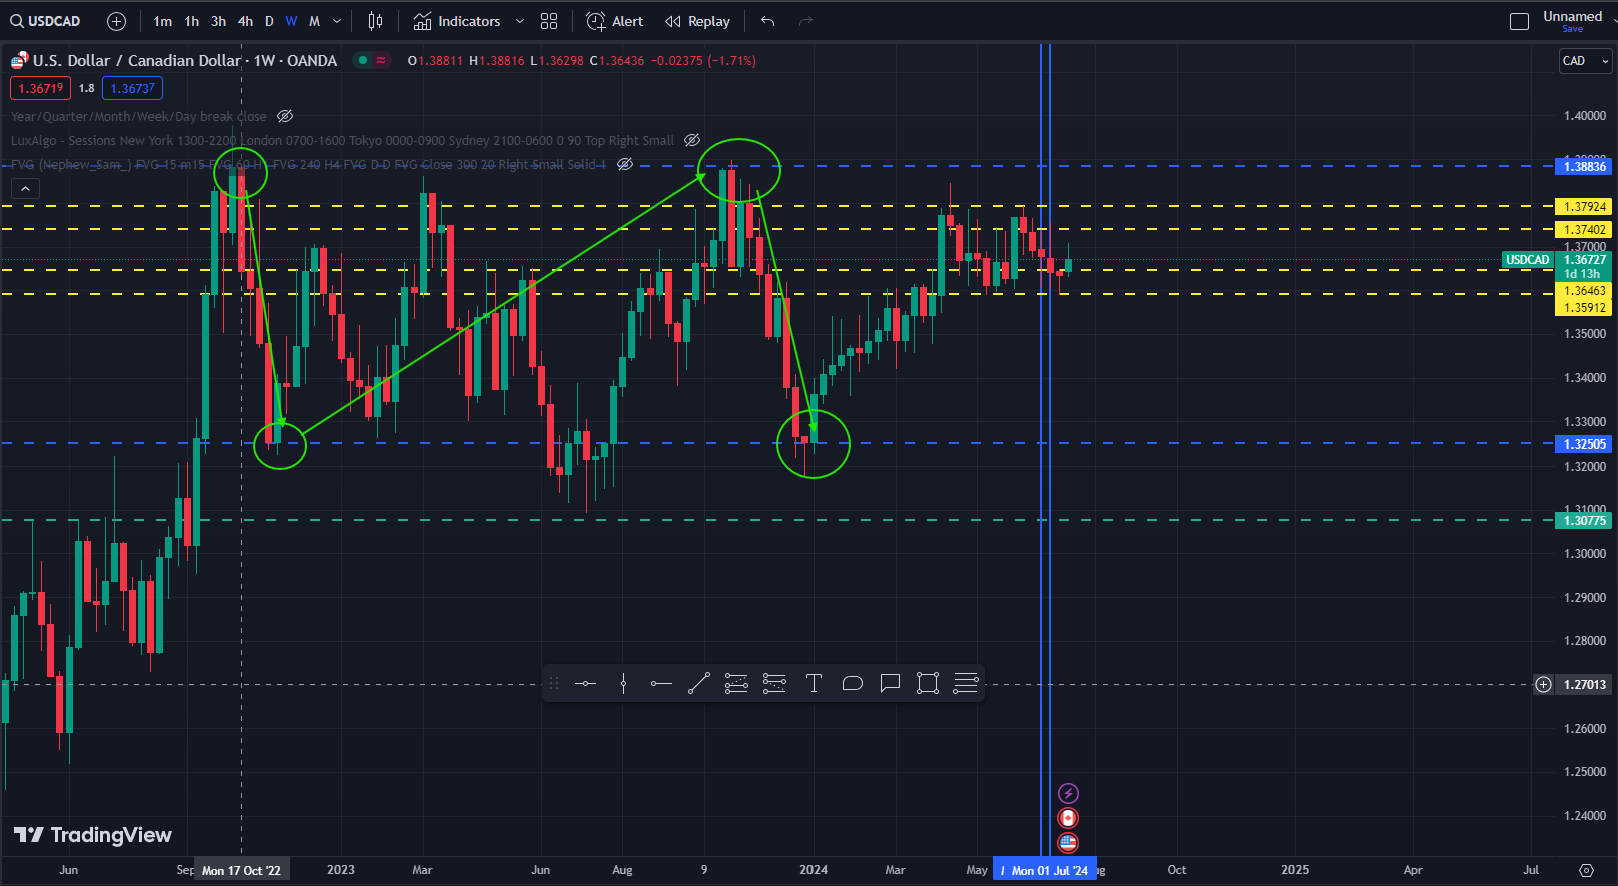 USDCAD 1m 1h 3h 4h D W M Indicators Alert Replay Unnamed
Save
U.S. Dollar / Canadian Dollar · 1W · OANDA O1.38811 H1.38816 L1.36298 C1.36436 −0.02375 (−1.71%) CAD
1.36719 1.8 1.36737
Year/Quarter/Month/Week/Day break close
1.40000
LuxAlgo - Sessions New York 1300-2200 London 0700-1600 Tokyo 0000-0900 Sydney 2100-0600 0 90 Top Right Small
FVG (Nephew_Sam_) FVG 15 m15 FVG 60 H1 FVG 240 H4 FVG D D FVG Close 300 20 Right Small Solid 1
1.38836
1.37924
1.37402
1.37000
USDCAD 1.36727
1d 13h
1.36463
1.35912
1.35000
1.34000
1.33000
1.32505
1.32000
1.31000
1.30775
1.30000
1.29000
1.28000
T
1.27013
1.26000
1.25000
1.24000
TradingView
Jun Sep Mon 17 Oct '22 2023 Mar Jun Aug 9 2024 Mar May Mon 01 Jul '24 Oct 2025 Apr Jul